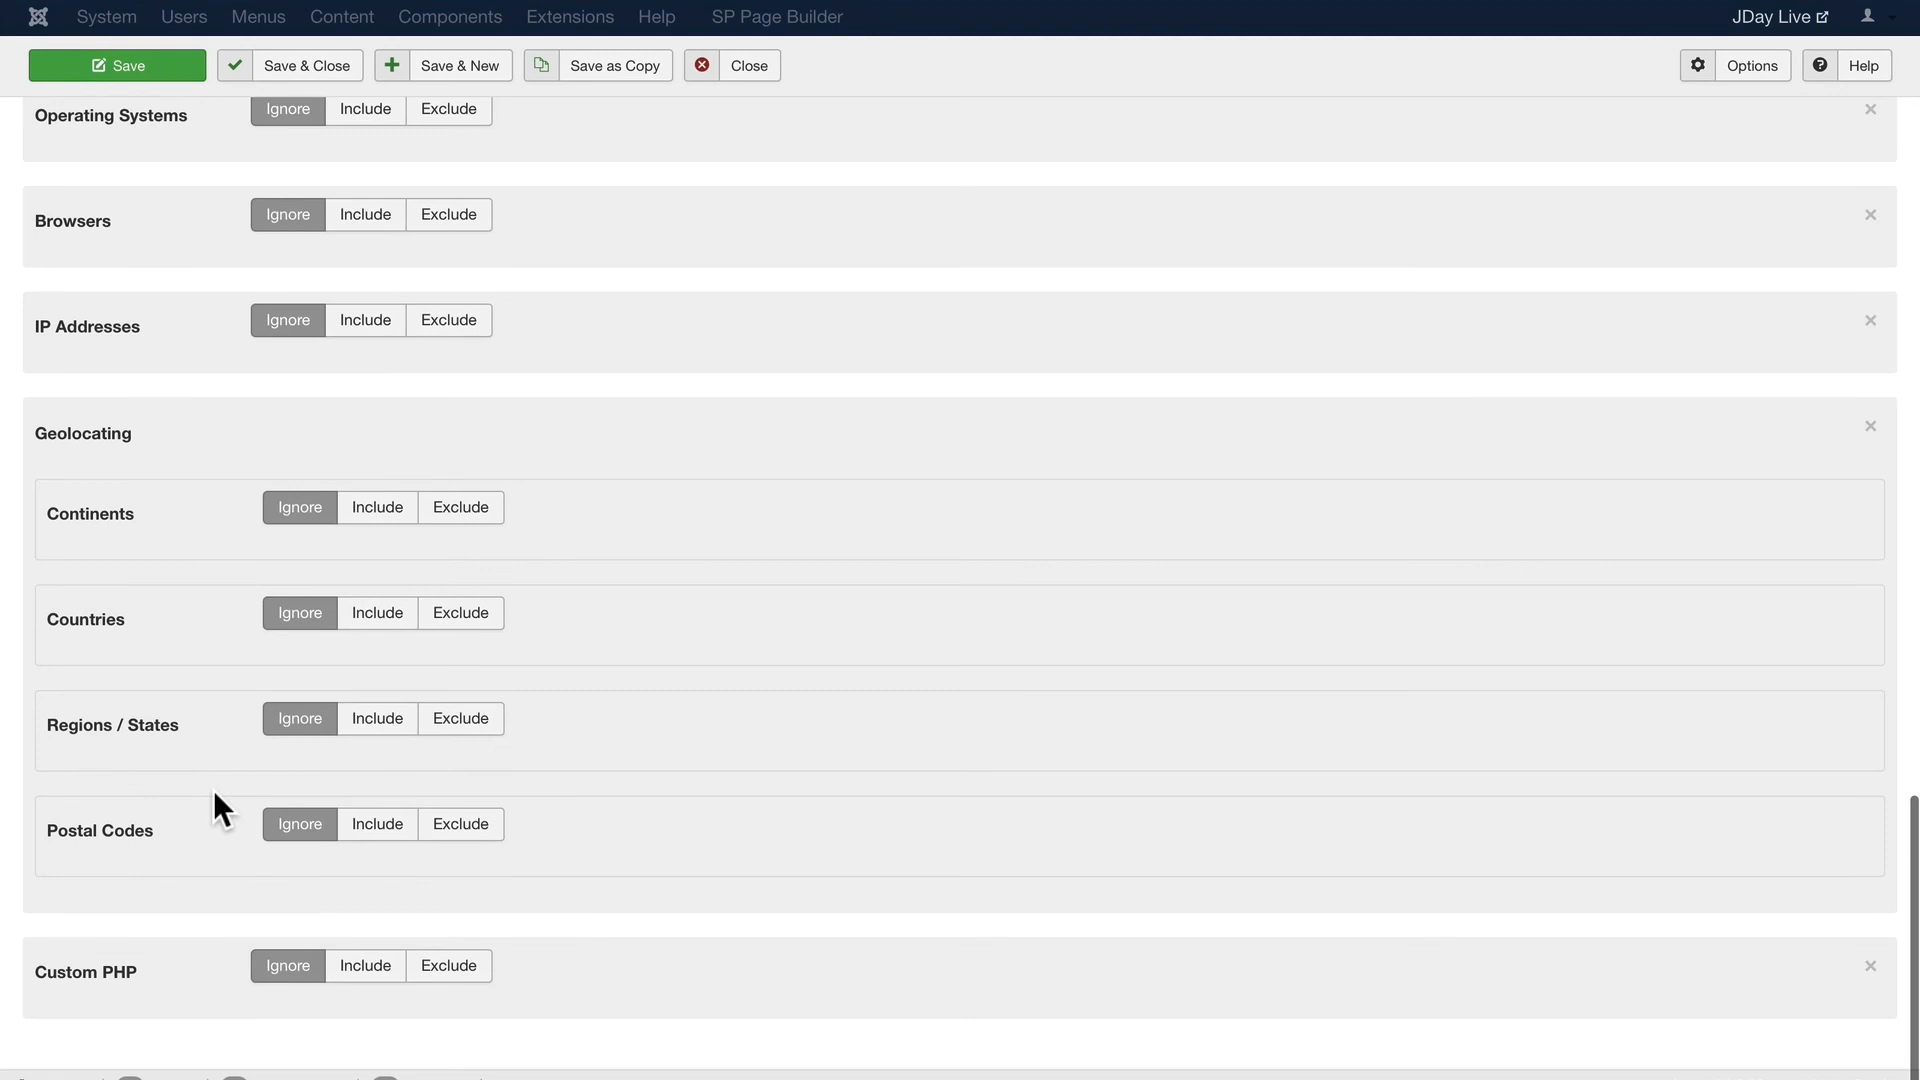 System Users Menus Content Components Extensions Help SP Page Builder JDay Live
Save Save & Close Save & New Save as Copy Close Options Help
Operating Systems Ignore Include Exclude
Browsers Ignore Include Exclude
IP Addresses Ignore Include Exclude
Geolocating
Continents Ignore Include Exclude
Countries Ignore Include Exclude
Regions / States Ignore Include Exclude
Postal Codes Ignore Include Exclude
Custom PHP Ignore Include Exclude